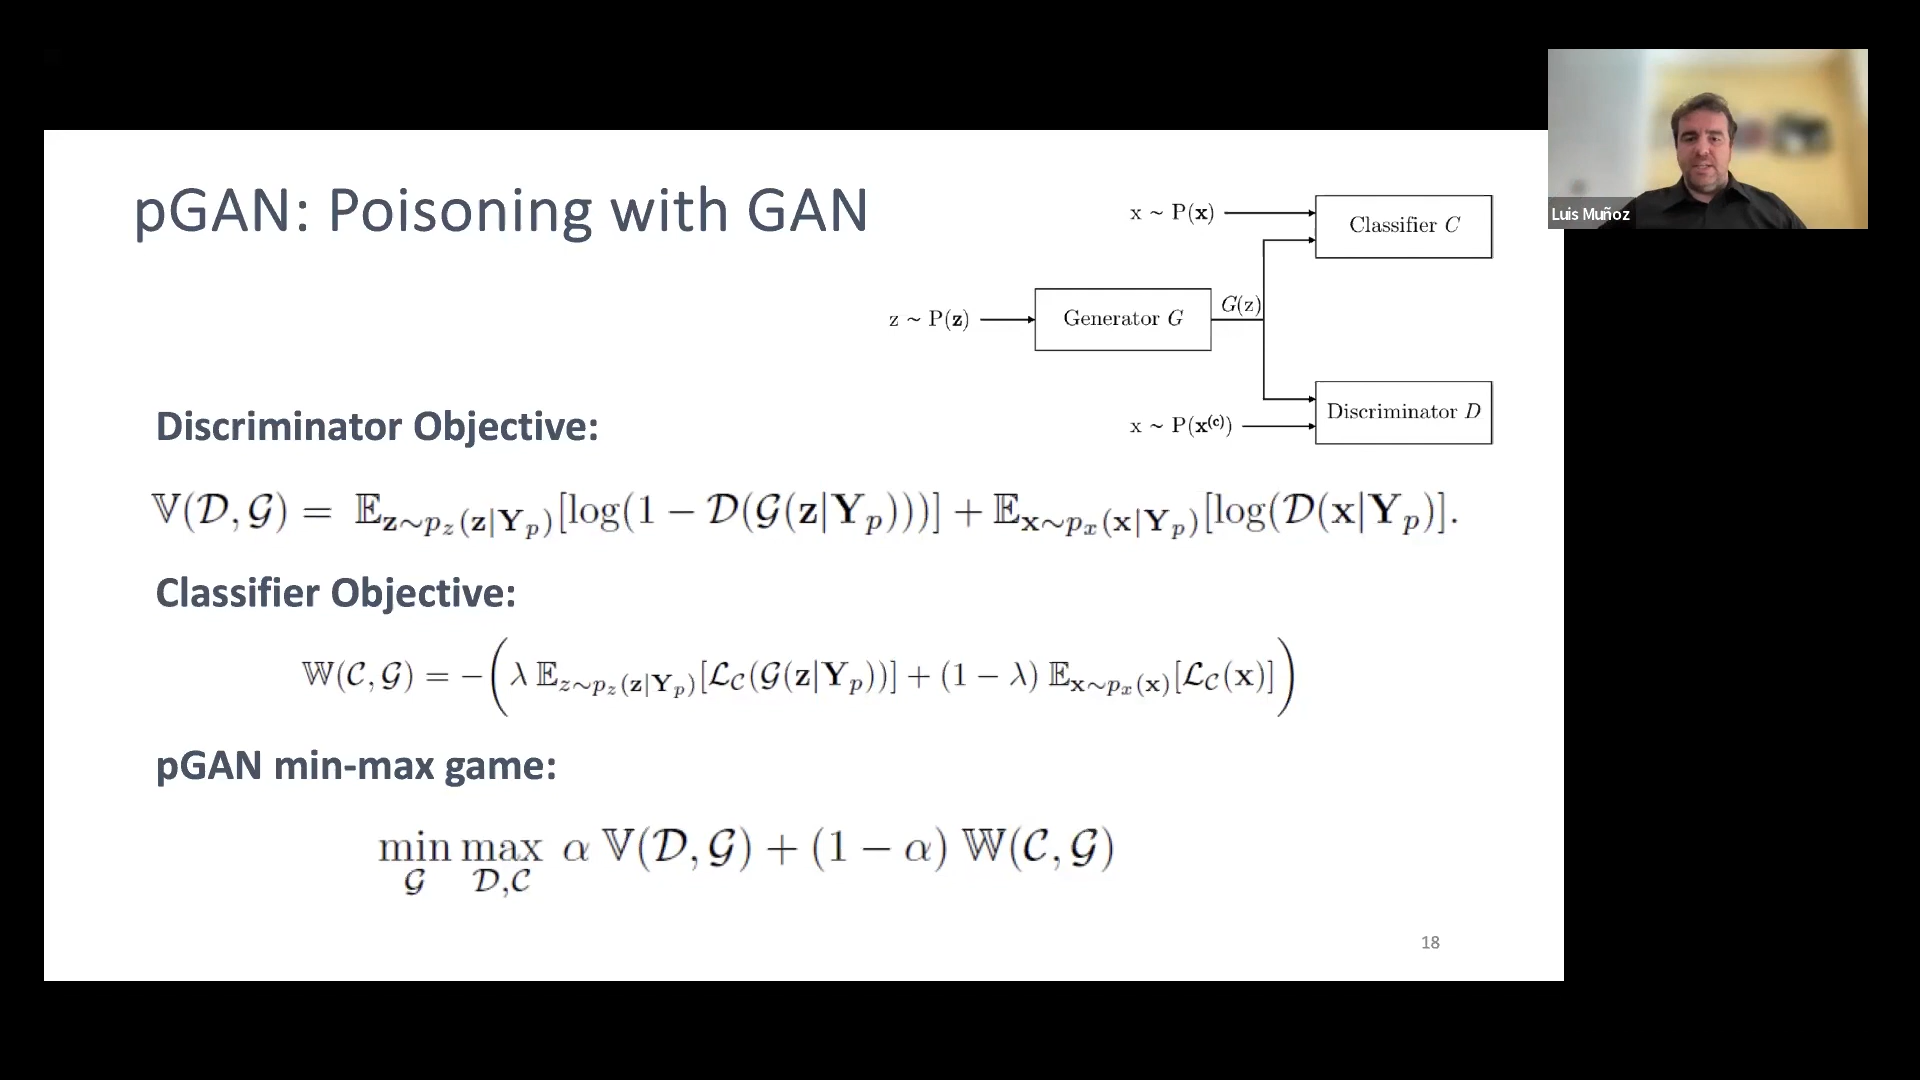 pGAN: Poisoning with GAN
x ~ P(x)
Classifier C
z ~ P(z)
Generator G
G(z)
x ~ P(x^(c))
Discriminator D
Luis Muñoz
Discriminator Objective:
𝕍(𝒟, 𝒢) = 𝔼_{z∼p_z(z|Y_p)}[log(1 − 𝒟(𝒢(z|Y_p)))] + 𝔼_{x∼p_x(x|Y_p)}[log(𝒟(x|Y_p)].
Classifier Objective:
𝕎(𝒞, 𝒢) = −(λ 𝔼_{z∼p_z(z|Y_p)}[ℒ_𝒞(𝒢(z|Y_p))] + (1 − λ) 𝔼_{x∼p_x(x)}[ℒ_𝒞(x)])
pGAN min-max game:
min_𝒢 max_{𝒟,𝒞} α 𝕍(𝒟, 𝒢) + (1 − α) 𝕎(𝒞, 𝒢)
18